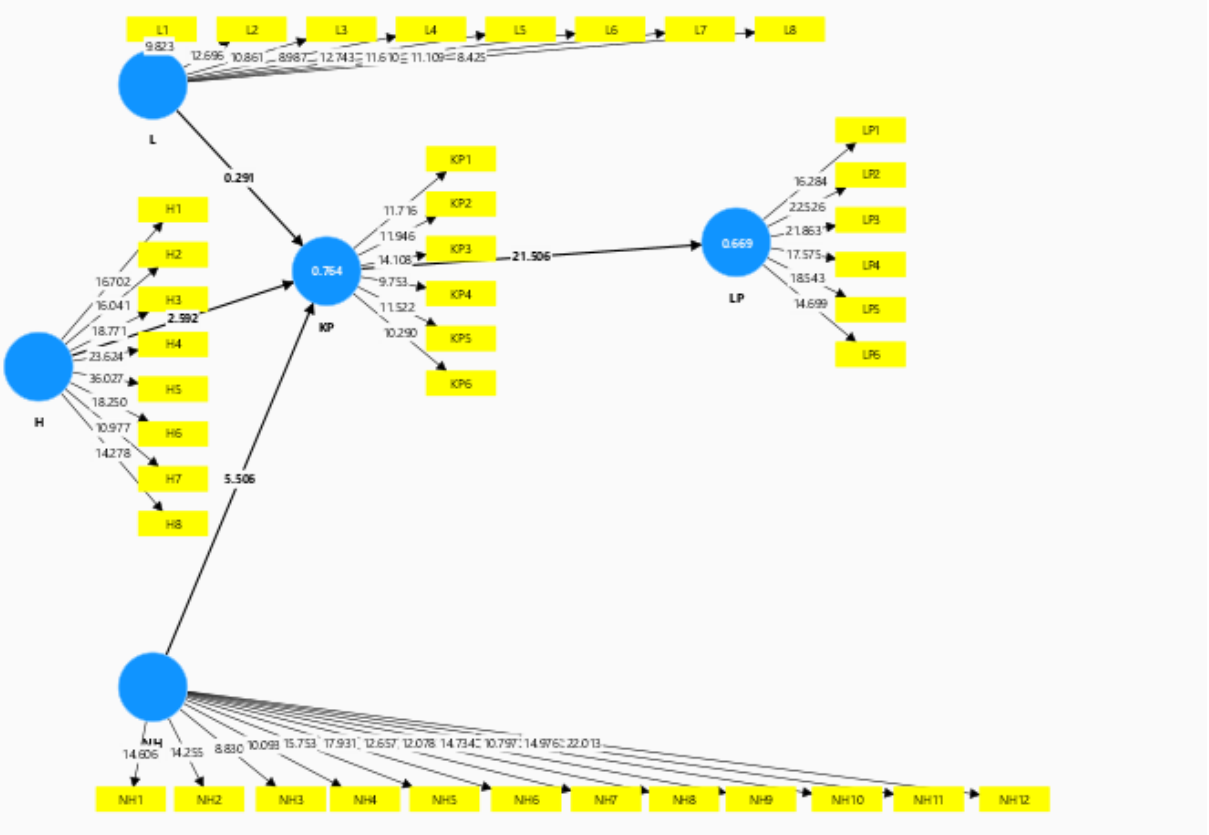 L1 L2 L3 L4 L5 L6 L7 L8
9.823
12.696 10.861 8.987 12.743 11.610 11.109 8.425
L
0.291
H1
H2
H3
H4
H5
H6
H7
H8
16.702
16.041
18.771
23.624
36.027
18.250
10.977
14.278
2.592
H
KP1
KP2
KP3
KP4
KP5
KP6
11.716
11.946
14.108
9.753
11.522
10.290
0.764
KP
21.506
LP1
LP2
LP3
LP4
LP5
LP6
16.284
22.526
21.863
17.575
18.543
14.699
0.669
LP
5.506
NH
14.606 14.255 8.830 10.093 15.753 17.931 12.657 12.078 14.734 10.797 14.976 22.013
NH1 NH2 NH3 NH4 NH5 NH6 NH7 NH8 NH9 NH10 NH11 NH12